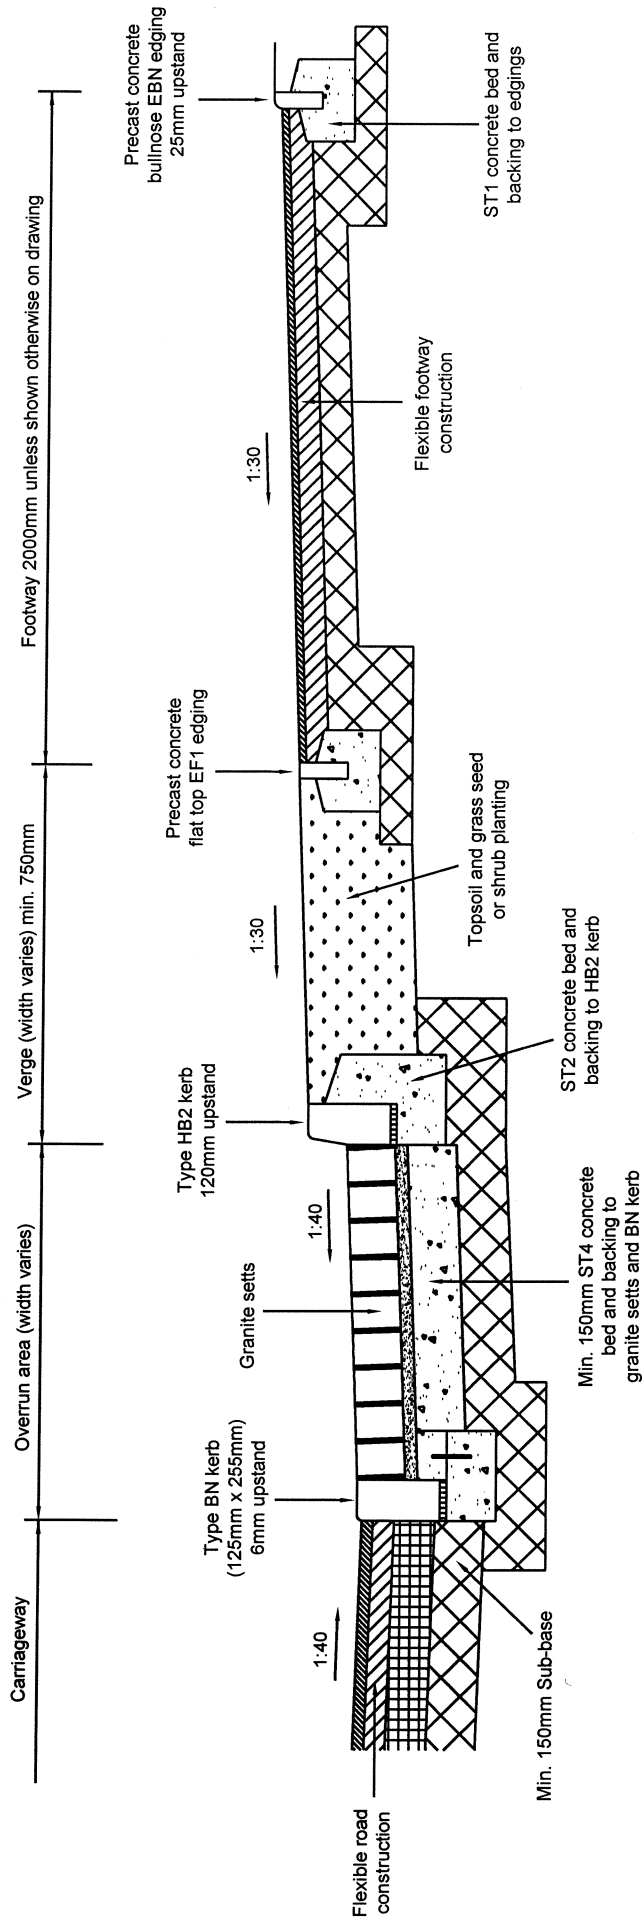 Carriageway
Overrun area (width varies)
Verge (width varies) min. 750mm
Footway 2000mm unless shown otherwise on drawing
Type BN kerb
(125mm x 255mm)
6mm upstand
Granite setts
Type HB2 kerb
120mm upstand
Precast concrete
flat top EF1 edging
Precast concrete
bullnose EBN edging
25mm upstand
1:40
1:40
1:30
1:30
Flexible road
construction
Min. 150mm Sub-base
Min. 150mm ST4 concrete
bed and backing to
granite setts and BN kerb
ST2 concrete bed and
backing to HB2 kerb
Topsoil and grass seed
or shrub planting
Flexible footway
construction
ST1 concrete bed and
backing to edgings